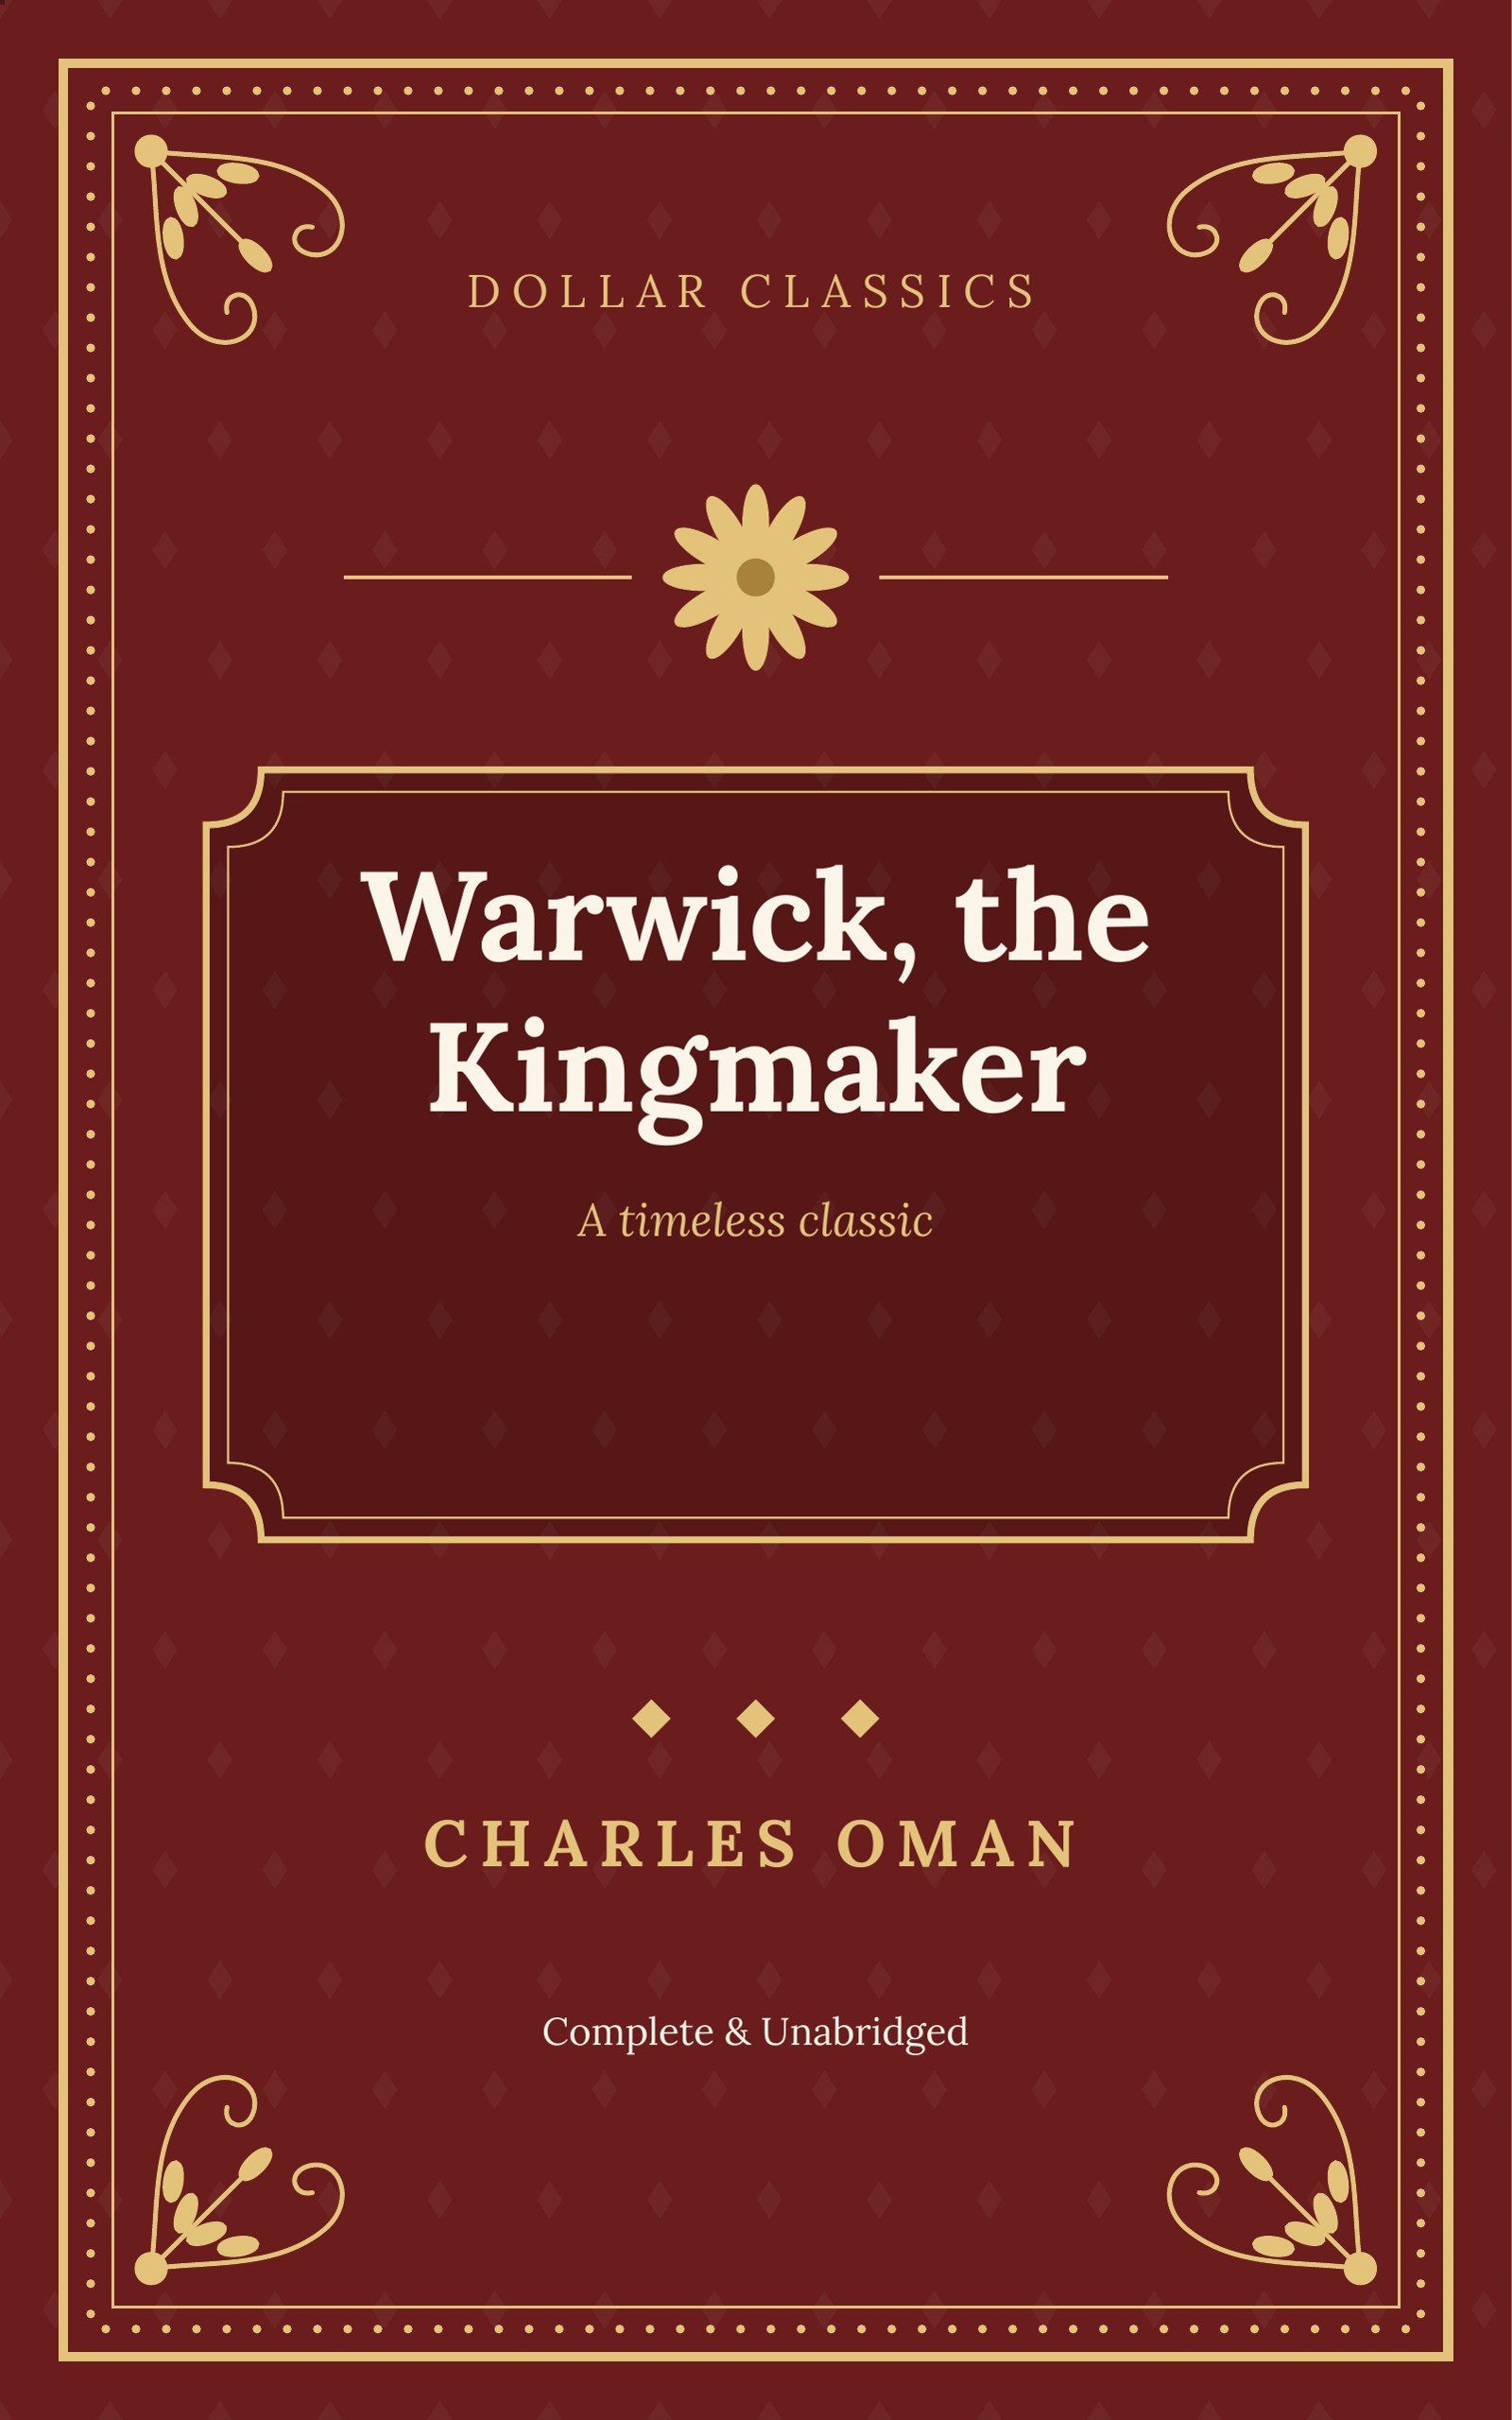 DOLLAR CLASSICS
Warwick, the
Kingmaker
A timeless classic
CHARLES OMAN
Complete & Unabridged